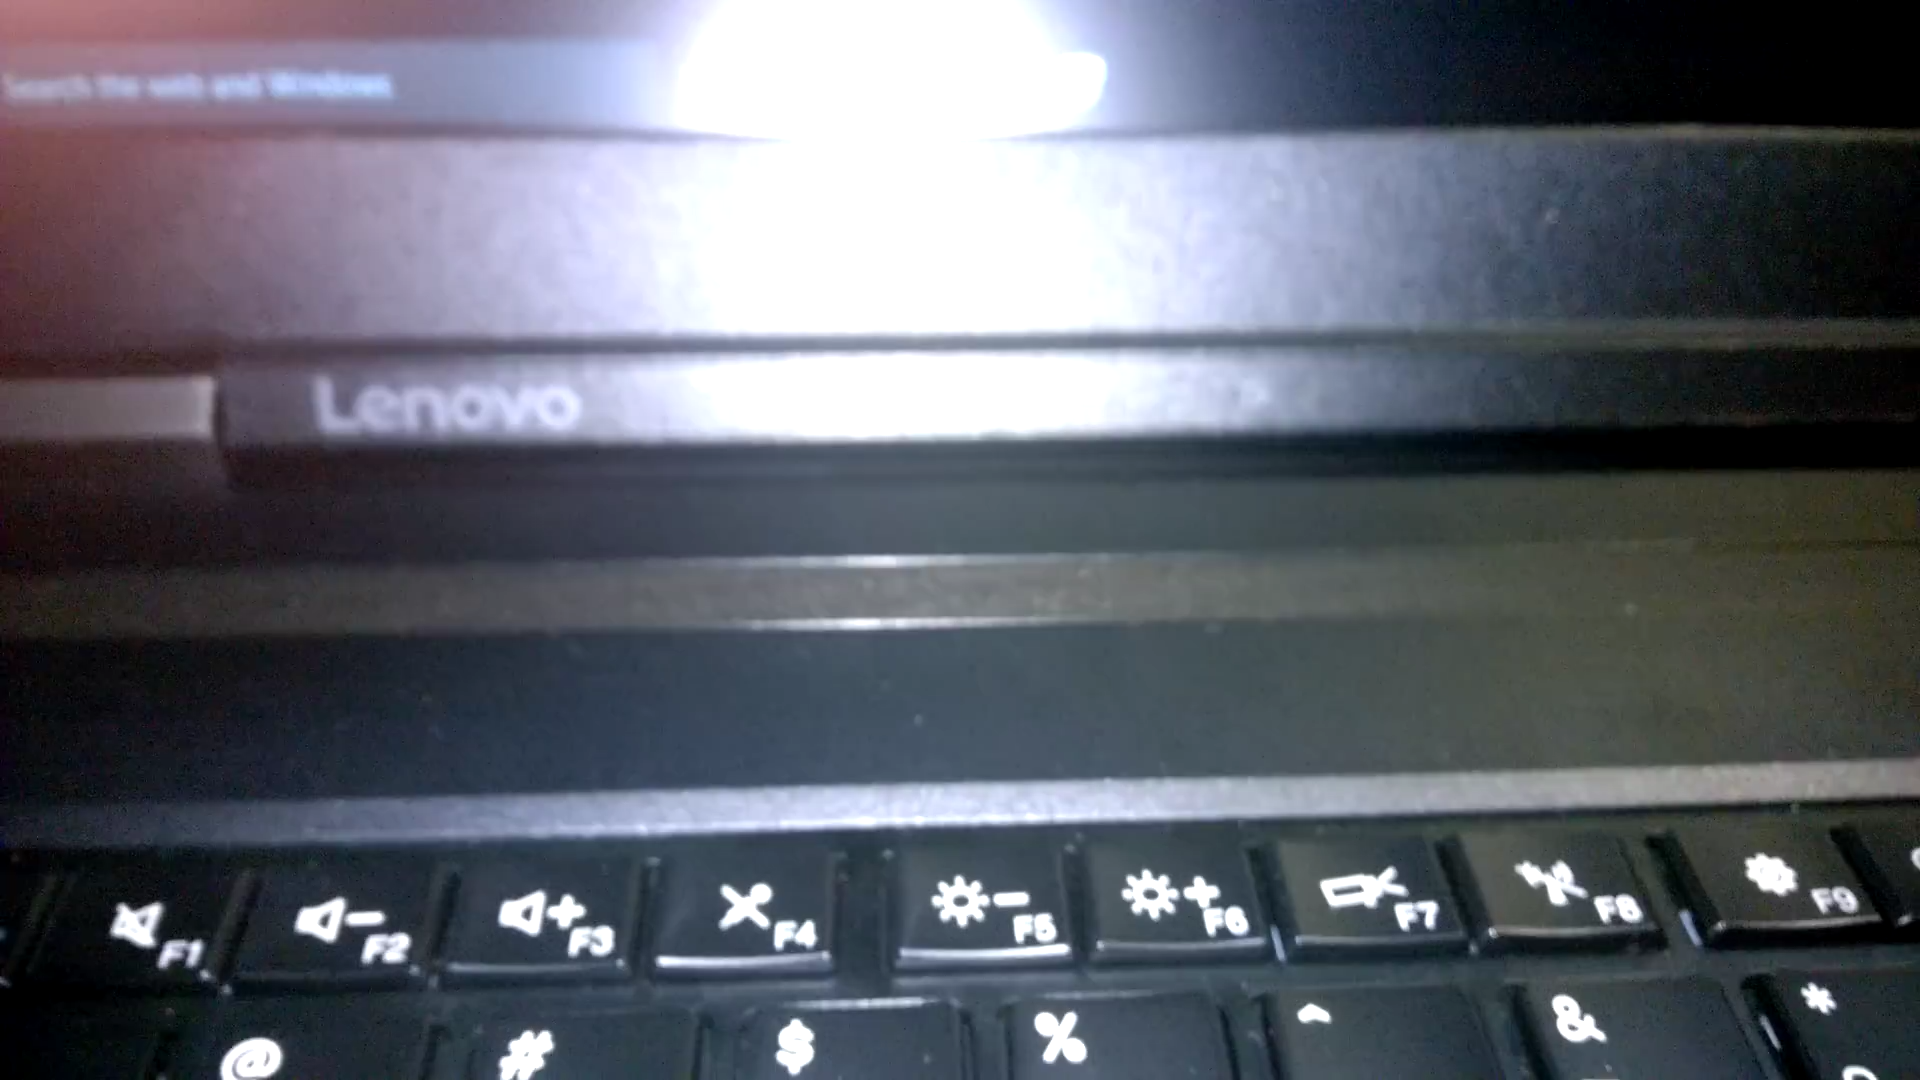 Search the web and Windows
Lenovo
F1 F2 F3 F4 F5 F6 F7 F8 F9
@ # $ % ^ & *